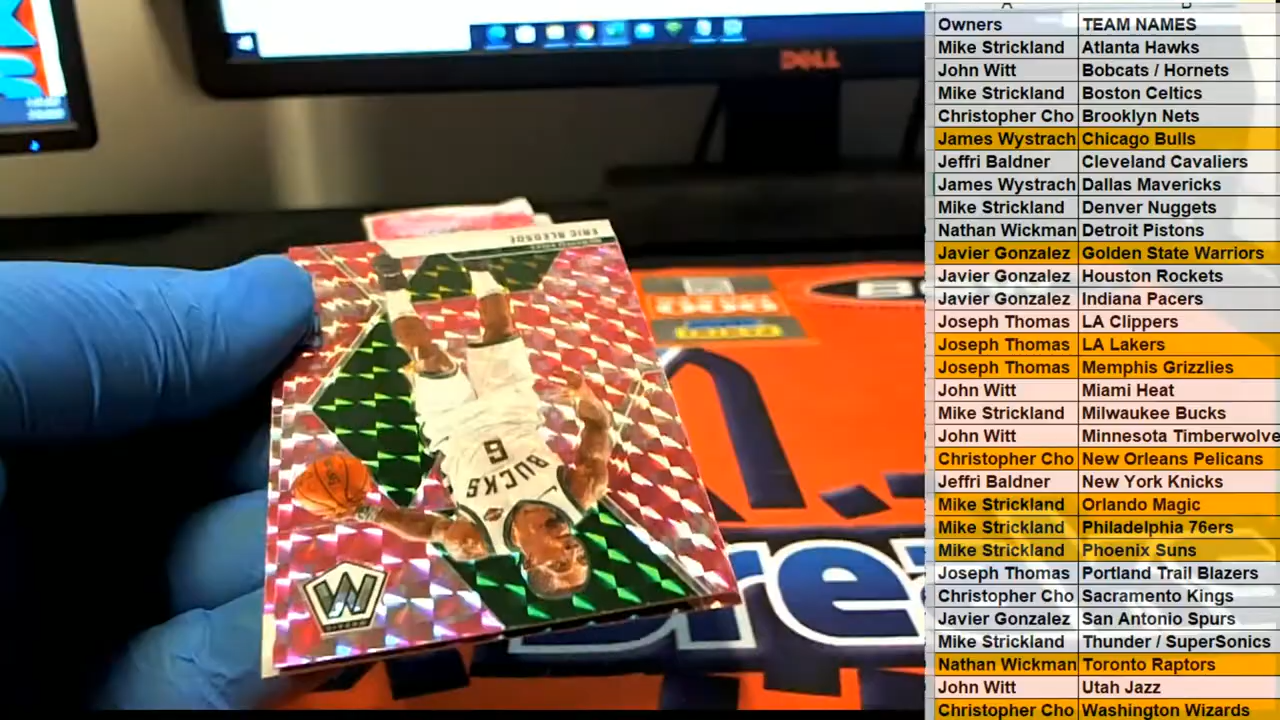 A B
Owners TEAM NAMES
Mike Strickland Atlanta Hawks
John Witt Bobcats / Hornets
Mike Strickland Boston Celtics
Christopher Cho Brooklyn Nets
James Wystrach Chicago Bulls
Jeffri Baldner Cleveland Cavaliers
James Wystrach Dallas Mavericks
Mike Strickland Denver Nuggets
Nathan Wickman Detroit Pistons
Javier Gonzalez Golden State Warriors
Javier Gonzalez Houston Rockets
Javier Gonzalez Indiana Pacers
Joseph Thomas LA Clippers
Joseph Thomas LA Lakers
Joseph Thomas Memphis Grizzlies
John Witt Miami Heat
Mike Strickland Milwaukee Bucks
John Witt Minnesota Timberwolve
Christopher Cho New Orleans Pelicans
Jeffri Baldner New York Knicks
Mike Strickland Orlando Magic
Mike Strickland Philadelphia 76ers
Mike Strickland Phoenix Suns
Joseph Thomas Portland Trail Blazers
Christopher Cho Sacramento Kings
Javier Gonzalez San Antonio Spurs
Mike Strickland Thunder / SuperSonics
Nathan Wickman Toronto Raptors
John Witt Utah Jazz
Christopher Cho Washington Wizards
DELL
ERIC BLEDSOE
BUCKS
6